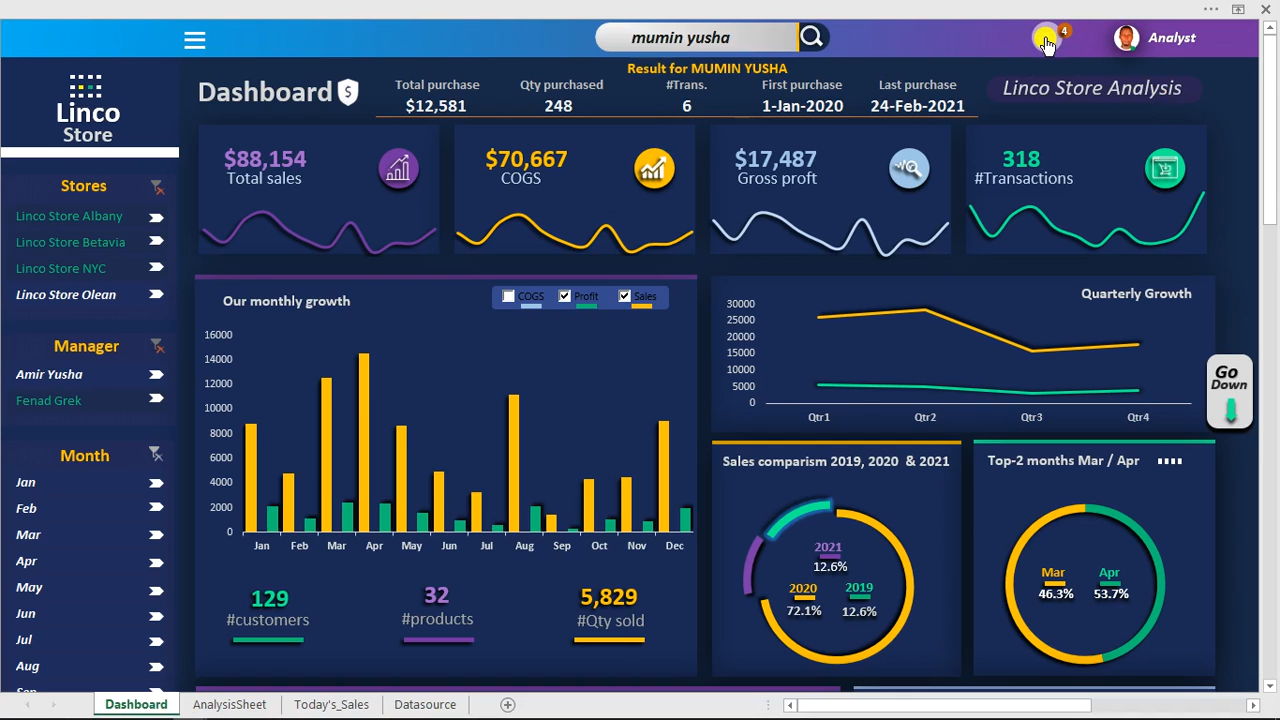 mumin yusha
4
Analyst
Linco
Store
Dashboard $
Result for MUMIN YUSHA
Total purchase Qty purchased #Trans. First purchase Last purchase
$12,581 248 6 1-Jan-2020 24-Feb-2021
Linco Store Analysis
$88,154
Total sales
$70,667
COGS
$17,487
Gross proft
318
#Transactions
Stores
Linco Store Albany
Linco Store Betavia
Linco Store NYC
Linco Store Olean
Manager
Amir Yusha
Fenad Grek
Month
Jan
Feb
Mar
Apr
May
Jun
Jul
Aug
Sep
Our monthly growth
COGS Profit Sales
16000
14000
12000
10000
8000
6000
4000
2000
0
Jan Feb Mar Apr May Jun Jul Aug Sep Oct Nov Dec
129
#customers
32
#products
5,829
#Qty sold
Quarterly Growth
30000
25000
20000
15000
10000
5000
0
Qtr1 Qtr2 Qtr3 Qtr4
Go
Down
Sales comparism 2019, 2020 & 2021
2021
12.6%
2020 2019
72.1% 12.6%
Top-2 months Mar / Apr
Mar Apr
46.3% 53.7%
Dashboard AnalysisSheet Today's_Sales Datasource